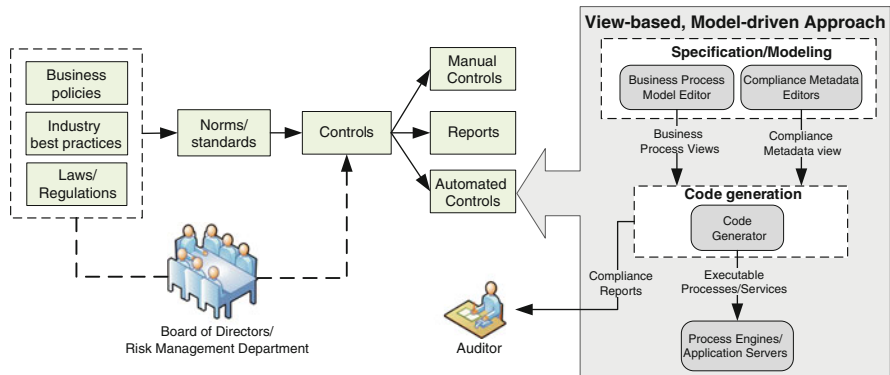 View-based, Model-driven Approach
Specification/Modeling
Business Process
Model Editor
Compliance Metadata
Editors
Business
Process Views
Compliance
Metadata view
Code generation
Code
Generator
Executable
Processes/Services
Process Engines/
Application Servers
Compliance
Reports
Business
policies
Industry
best practices
Laws/
Regulations
Norms/
standards
Controls
Manual
Controls
Reports
Automated
Controls
Board of Directors/
Risk Management Department
Auditor